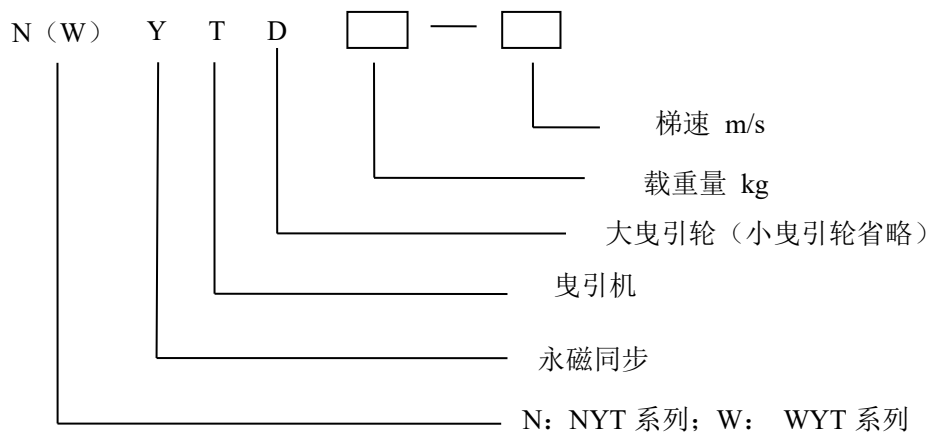 N（W） Y T D □ — □
梯速 m/s
载重量 kg
大曳引轮（小曳引轮省略）
曳引机
永磁同步
N：NYT 系列；W： WYT 系列